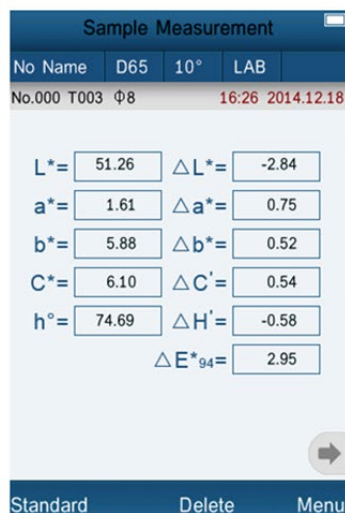 Sample Measurement
No Name D65 10° LAB
No.000 T003 Φ8 16:26 2014.12.18
L*= 51.26 △L*= -2.84
a*= 1.61 △a*= 0.75
b*= 5.88 △b*= 0.52
C*= 6.10 △C'= 0.54
h°= 74.69 △H'= -0.58
△E*94= 2.95
Standard Delete Menu